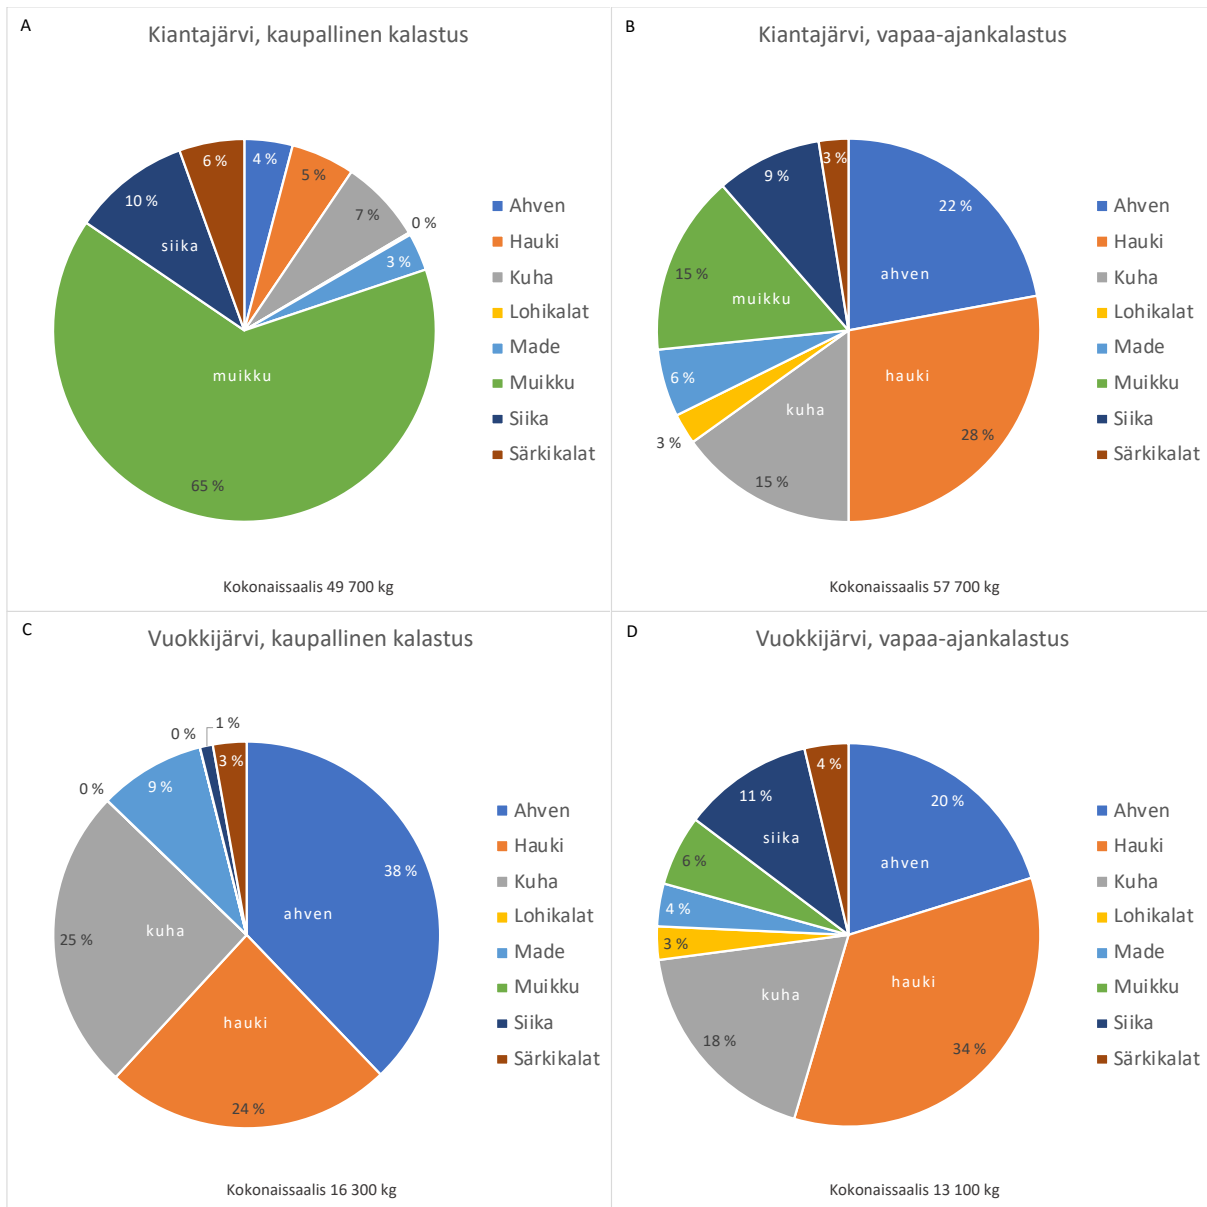 A
Kiantajärvi, kaupallinen kalastus
4 %
5 %
7 %
0 %
3 %
65 %
10 %
6 %
siika
muikku
Ahven
Hauki
Kuha
Lohikalat
Made
Muikku
Siika
Särkikalat
Kokonaissaalis 49 700 kg
B
Kiantajärvi, vapaa-ajankalastus
22 %
28 %
15 %
3 %
6 %
15 %
9 %
3 %
ahven
hauki
kuha
muikku
Ahven
Hauki
Kuha
Lohikalat
Made
Muikku
Siika
Särkikalat
Kokonaissaalis 57 700 kg
C
Vuokkijärvi, kaupallinen kalastus
38 %
24 %
25 %
0 %
9 %
0 %
1 %
3 %
ahven
hauki
kuha
Ahven
Hauki
Kuha
Lohikalat
Made
Muikku
Siika
Särkikalat
Kokonaissaalis 16 300 kg
D
Vuokkijärvi, vapaa-ajankalastus
20 %
34 %
18 %
3 %
4 %
6 %
11 %
4 %
siika
ahven
hauki
kuha
Ahven
Hauki
Kuha
Lohikalat
Made
Muikku
Siika
Särkikalat
Kokonaissaalis 13 100 kg